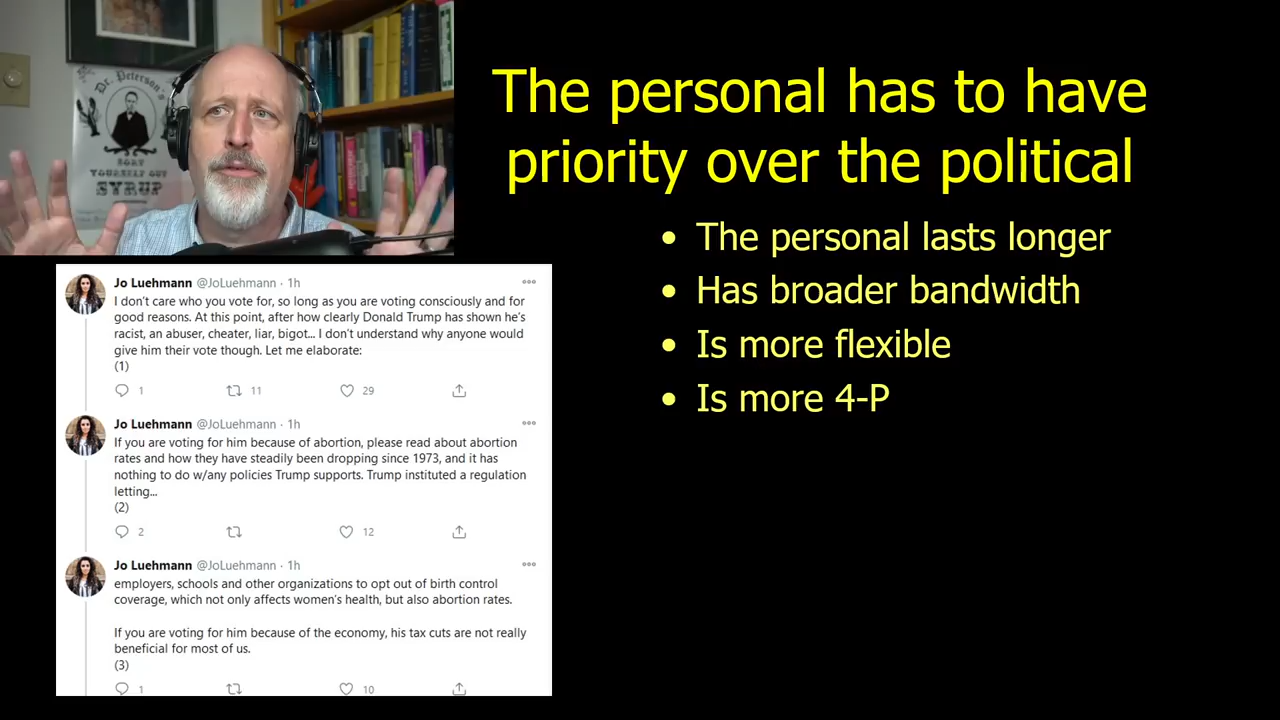 Dr. Peterson's
SORT
YOURSELF OUT
SYRUP
The personal has to have
priority over the political
• The personal lasts longer
• Has broader bandwidth
• Is more flexible
• Is more 4-P
Jo Luehmann @JoLuehmann · 1h
I don't care who you vote for, so long as you are voting consciously and for
good reasons. At this point, after how clearly Donald Trump has shown he's
racist, an abuser, cheater, liar, bigot... I don't understand why anyone would
give him their vote though. Let me elaborate:
(1)
1 11 29
Jo Luehmann @JoLuehmann · 1h
If you are voting for him because of abortion, please read about abortion
rates and how they have steadily been dropping since 1973, and it has
nothing to do w/any policies Trump supports. Trump instituted a regulation
letting...
(2)
2 12
Jo Luehmann @JoLuehmann · 1h
employers, schools and other organizations to opt out of birth control
coverage, which not only affects women's health, but also abortion rates.
If you are voting for him because of the economy, his tax cuts are not really
beneficial for most of us.
(3)
1 10